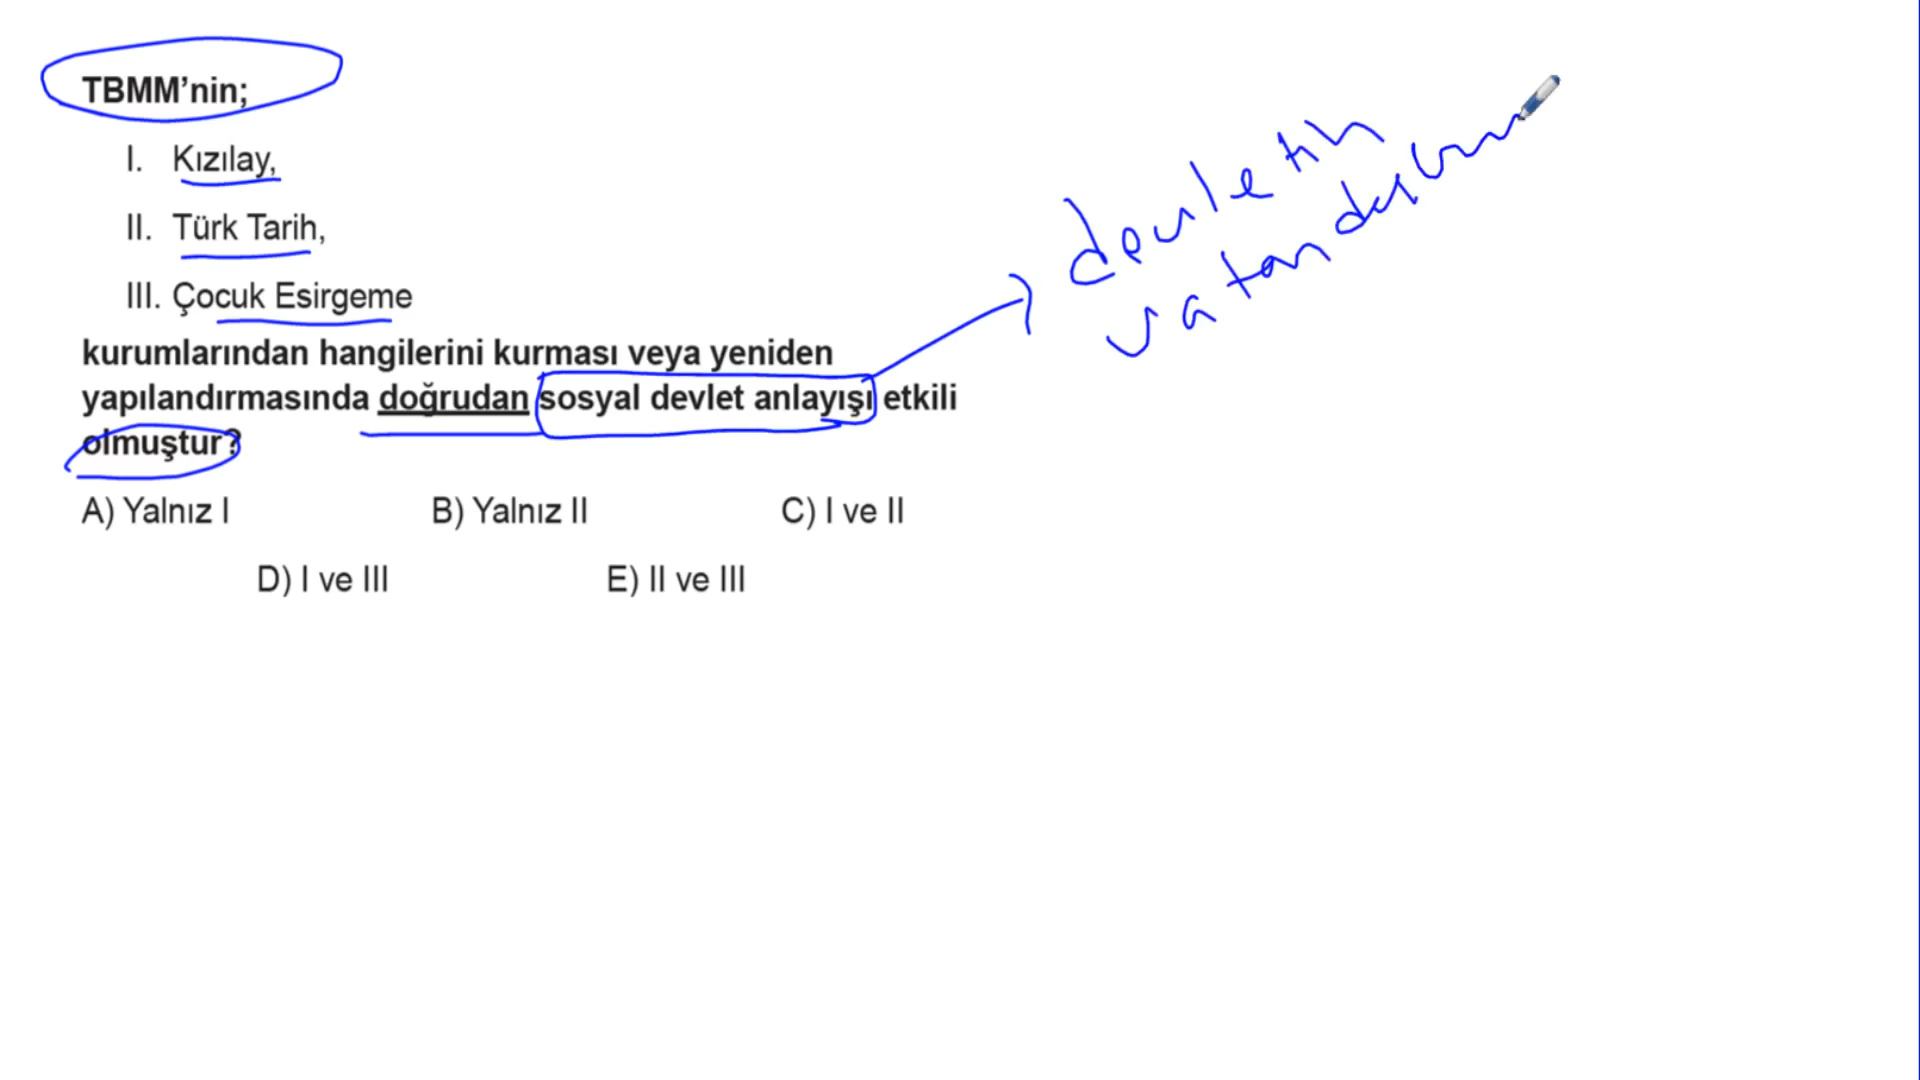 TBMM'nin;
I. Kızılay,
II. Türk Tarih,
III. Çocuk Esirgeme
kurumlarından hangilerini kurması veya yeniden
yapılandırmasında doğrudan sosyal devlet anlayışı etkili
olmuştur?
A) Yalnız I B) Yalnız II C) I ve II
D) I ve III E) II ve III
devletin